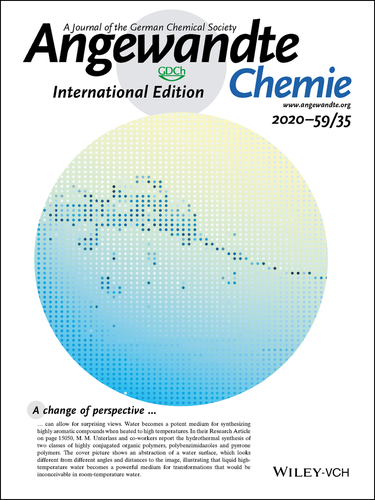 A Journal of the German Chemical Society
Angewandte
GDCh
International Edition
Chemie
www.angewandte.org
2020–59/35
A change of perspective ...
... can allow for surprising views. Water becomes a potent medium for synthesizing
highly aromatic compounds when heated to high temperatures. In their Research Article
on page 15050, M. M. Unterlass and co-workers report the hydrothermal synthesis of
two classes of highly conjugated organic polymers, polybenzimidazoles and pyrrone
polymers. The cover picture shows an abstraction of a water surface, which looks
different from different angles and distances to the image, illustrating that liquid high-
temperature water becomes a powerful medium for transformations that would be
inconceivable in room-temperature water.
WILEY-VCH